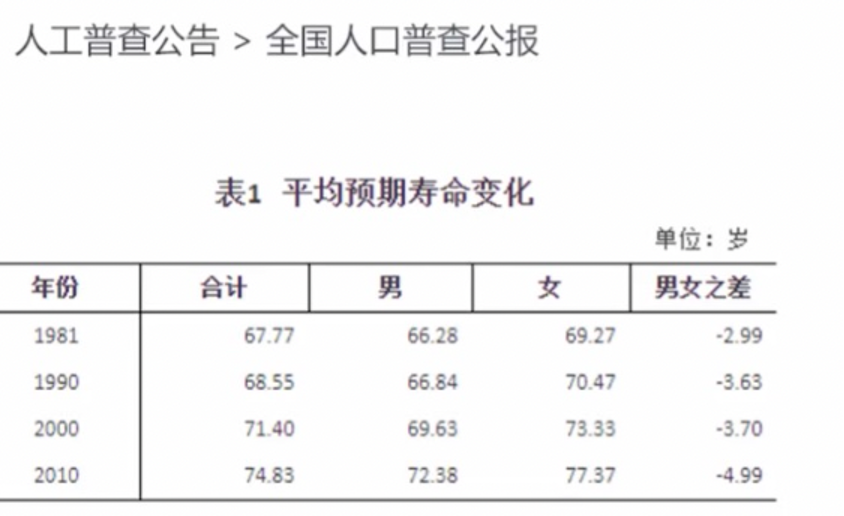 人工普查公告 > 全国人口普查公报
表1 平均预期寿命变化
单位：岁
年份 合计 男 女 男女之差
1981 67.77 66.28 69.27 -2.99
1990 68.55 66.84 70.47 -3.63
2000 71.40 69.63 73.33 -3.70
2010 74.83 72.38 77.37 -4.99